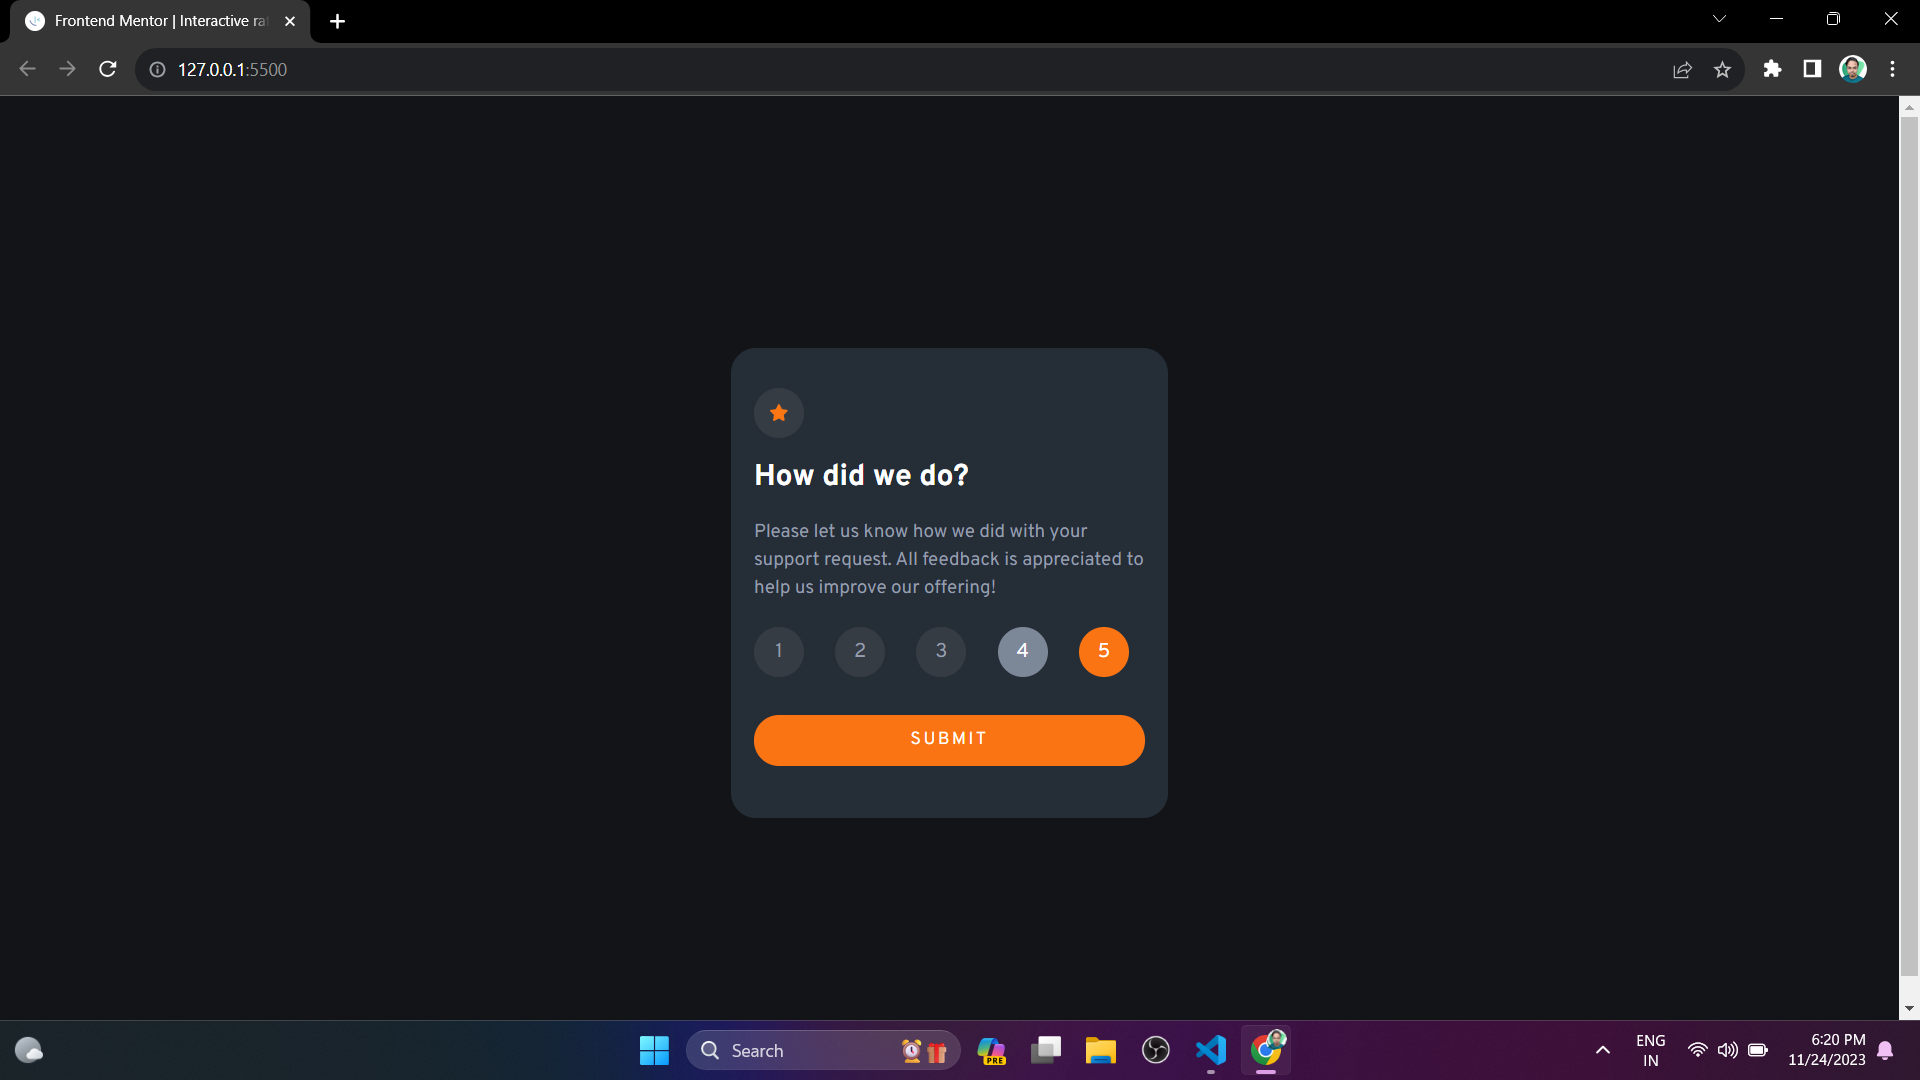 Frontend Mentor | Interactive ra
127.0.0.1:5500
How did we do?
Please let us know how we did with your
support request. All feedback is appreciated to
help us improve our offering!
1 2 3 4 5
SUBMIT
Search
PRE
ENG
IN
6:20 PM
11/24/2023